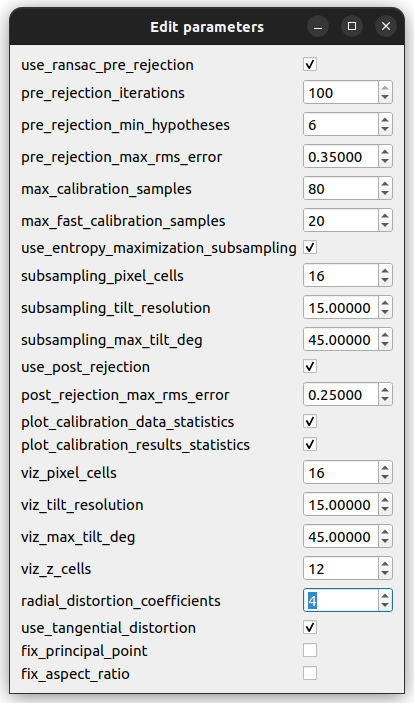 Edit parameters
use_ransac_pre_rejection
pre_rejection_iterations 100
pre_rejection_min_hypotheses 6
pre_rejection_max_rms_error 0.35000
max_calibration_samples 80
max_fast_calibration_samples 20
use_entropy_maximization_subsampling
subsampling_pixel_cells 16
subsampling_tilt_resolution 15.00000
subsampling_max_tilt_deg 45.00000
use_post_rejection
post_rejection_max_rms_error 0.25000
plot_calibration_data_statistics
plot_calibration_results_statistics
viz_pixel_cells 16
viz_tilt_resolution 15.00000
viz_max_tilt_deg 45.00000
viz_z_cells 12
radial_distortion_coefficients 4
use_tangential_distortion
fix_principal_point
fix_aspect_ratio